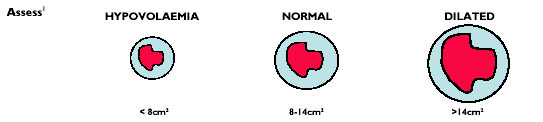 Assess¹
HYPOVOLAEMIA NORMAL DILATED
< 8cm² 8-14cm² >14cm²